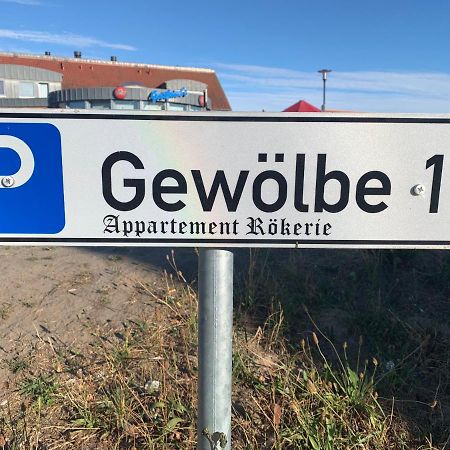 P Gewölbe 1
Appartement Rökerie